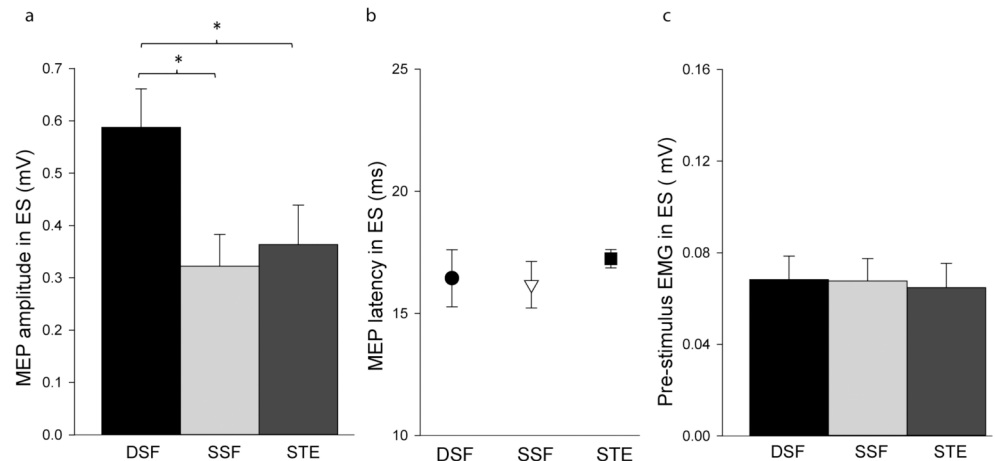 a
b
c
*
*
MEP amplitude in ES (mV)
0.7
0.6
0.5
0.4
0.3
0.2
0.1
0.0
DSF SSF STE
MEP latency in ES (ms)
25
20
15
10
DSF SSF STE
Pre-stimulus EMG in ES ( mV)
0.16
0.12
0.08
0.04
0.00
DSF SSF STE